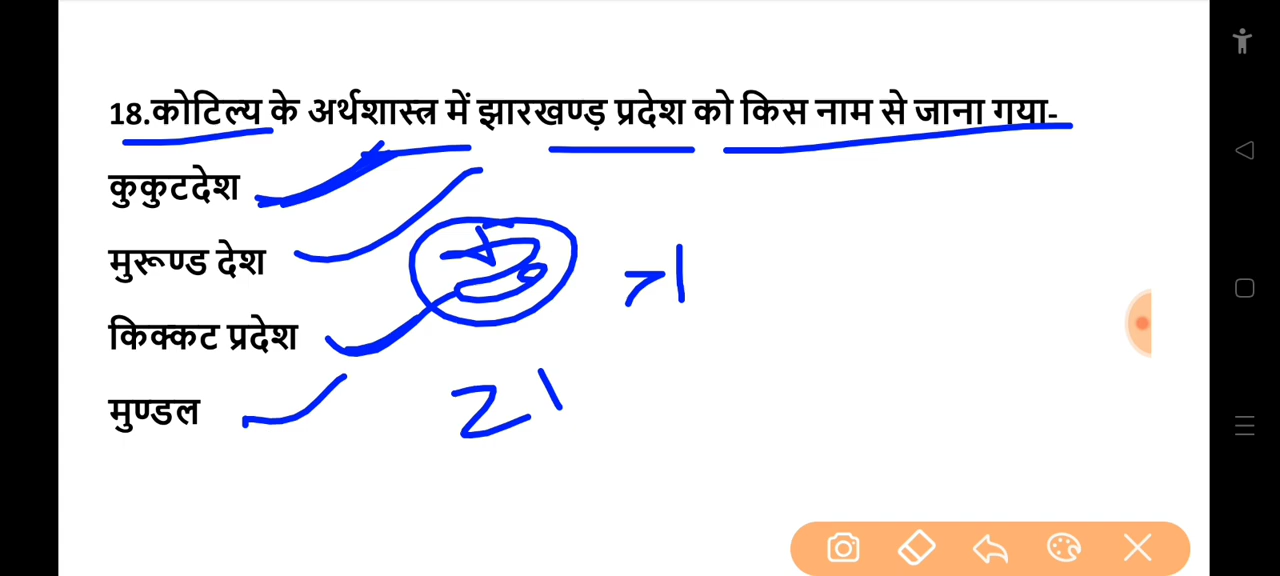 18.कोटिल्य के अर्थशास्त्र में झारखण्ड़ प्रदेश को किस नाम से जाना गया-
कुकुटदेश
मुरूण्ड देश
किक्कट प्रदेश
मुण्डल